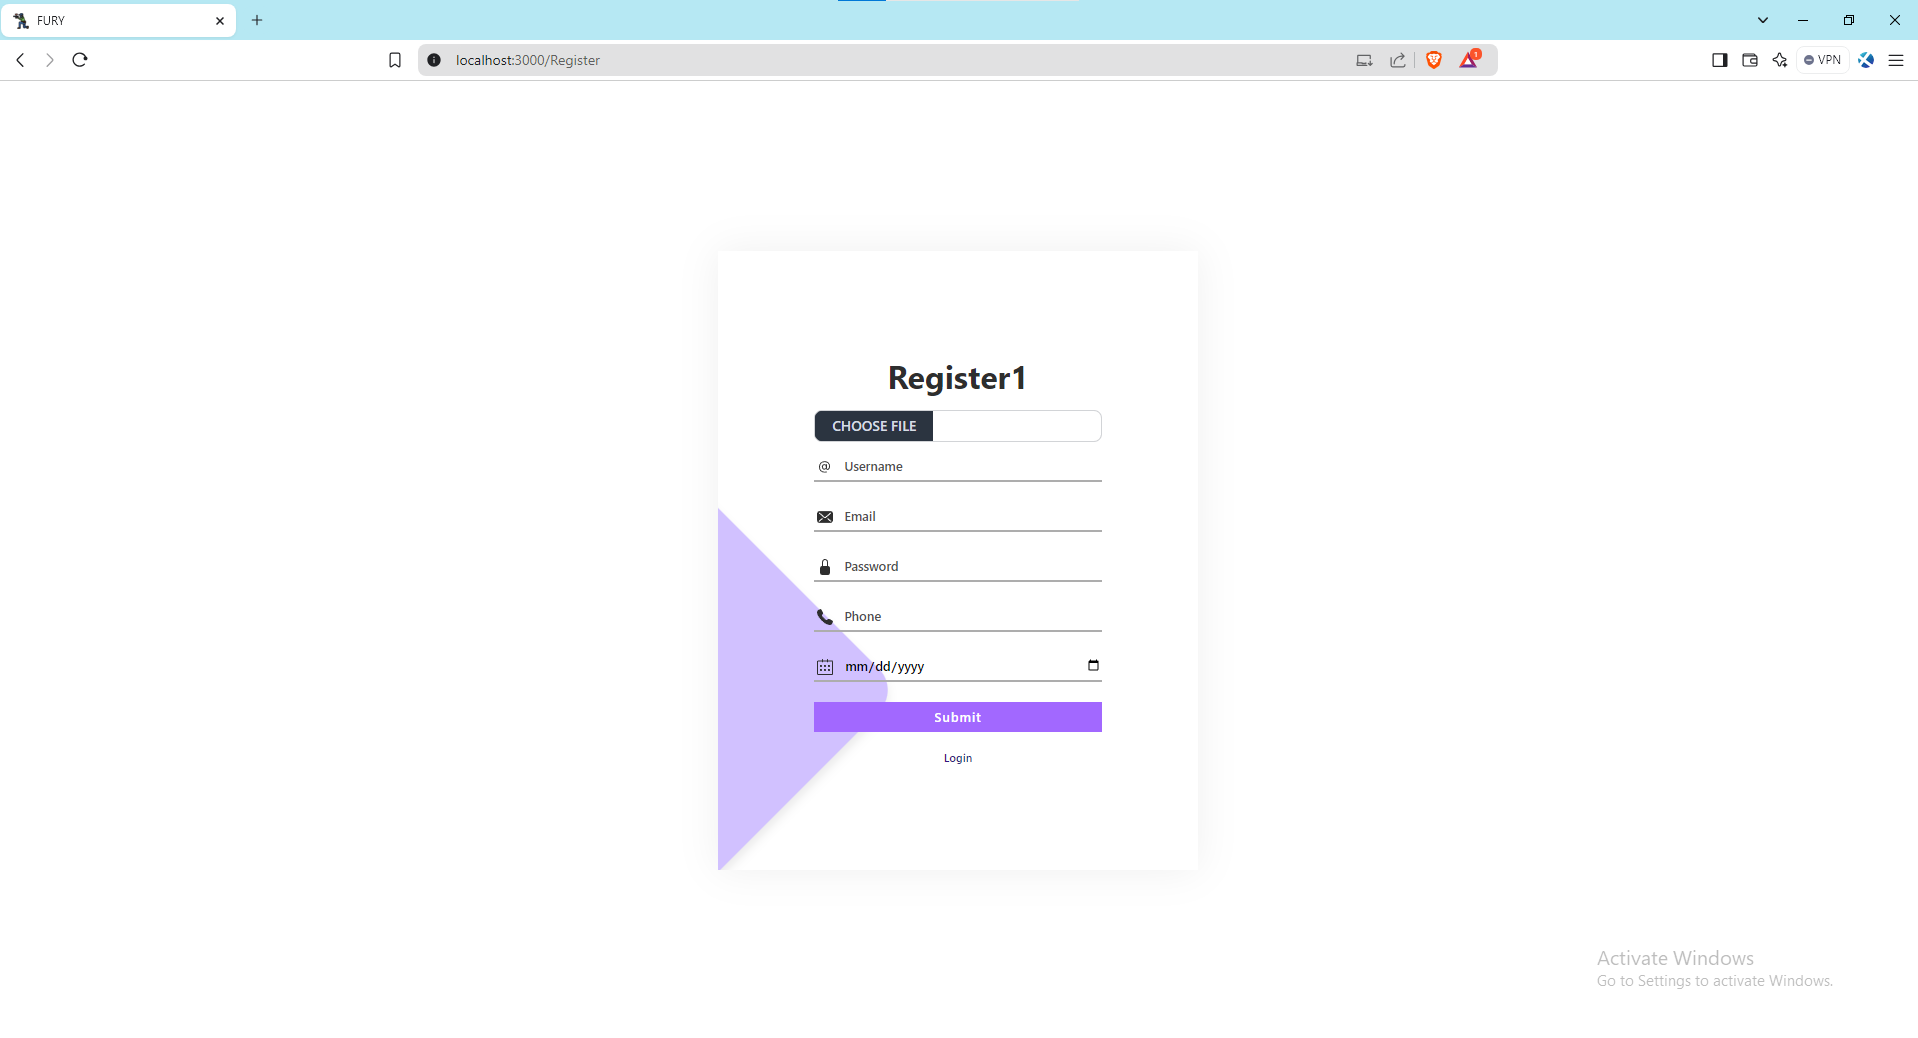 FURY
localhost:3000/Register
1
VPN
Register1
CHOOSE FILE
@ Username
Email
Password
Phone
mm/dd/yyyy
Submit
Login
Activate Windows
Go to Settings to activate Windows.